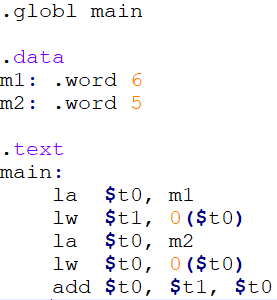 .globl main
.data
m1: .word 6
m2: .word 5
.text
main:
la $t0, m1
lw $t1, 0($t0)
la $t0, m2
lw $t0, 0($t0)
add $t0, $t1, $t0